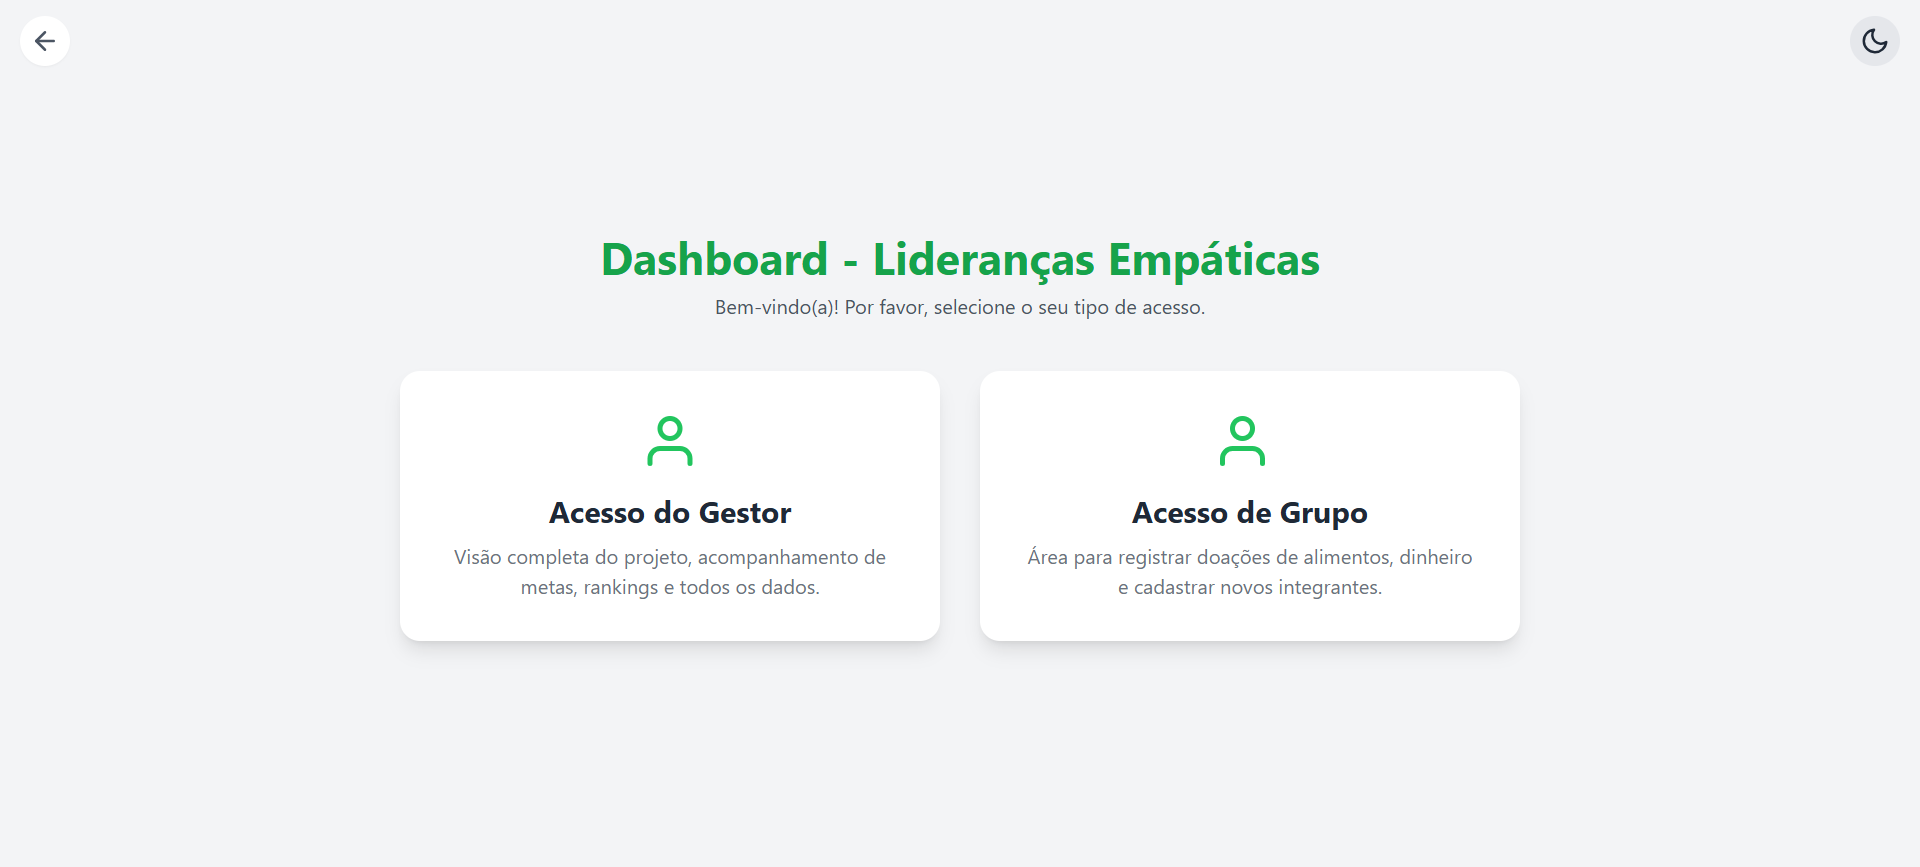 Dashboard - Lideranças Empáticas
Bem-vindo(a)! Por favor, selecione o seu tipo de acesso.
Acesso do Gestor
Visão completa do projeto, acompanhamento de
metas, rankings e todos os dados.
Acesso de Grupo
Área para registrar doações de alimentos, dinheiro
e cadastrar novos integrantes.